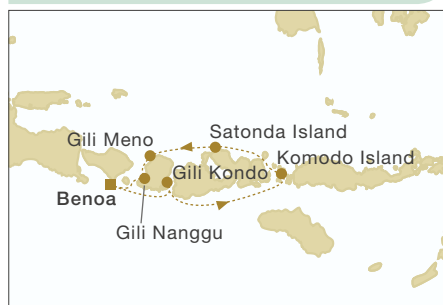 Gili Meno
Satonda Island
Gili Kondo
Komodo Island
Benoa
Gili Nanggu